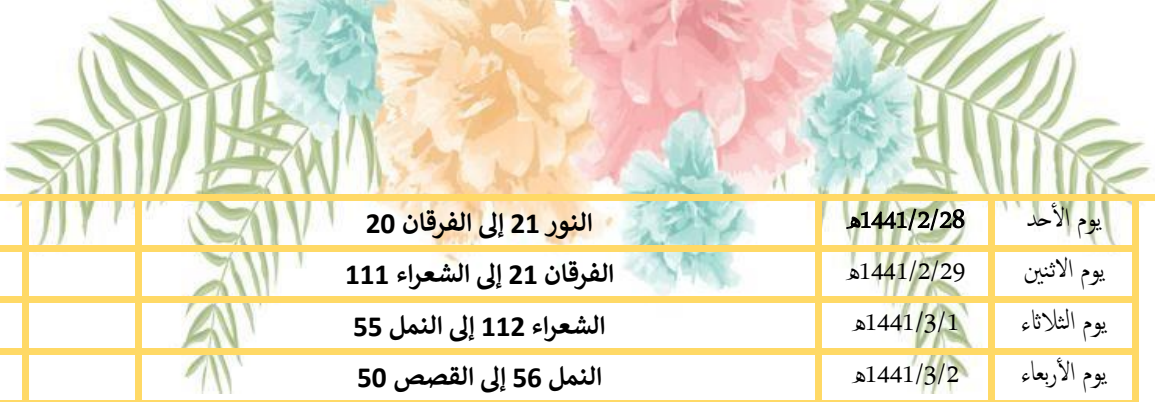 يوم الأحد 1441/2/28هـ النور 21 إلى الفرقان 20
يوم الاثنين 1441/2/29هـ الفرقان 21 إلى الشعراء 111
يوم الثلاثاء 1441/3/1هـ الشعراء 112 إلى النمل 55
يوم الأربعاء 1441/3/2هـ النمل 56 إلى القصص 50